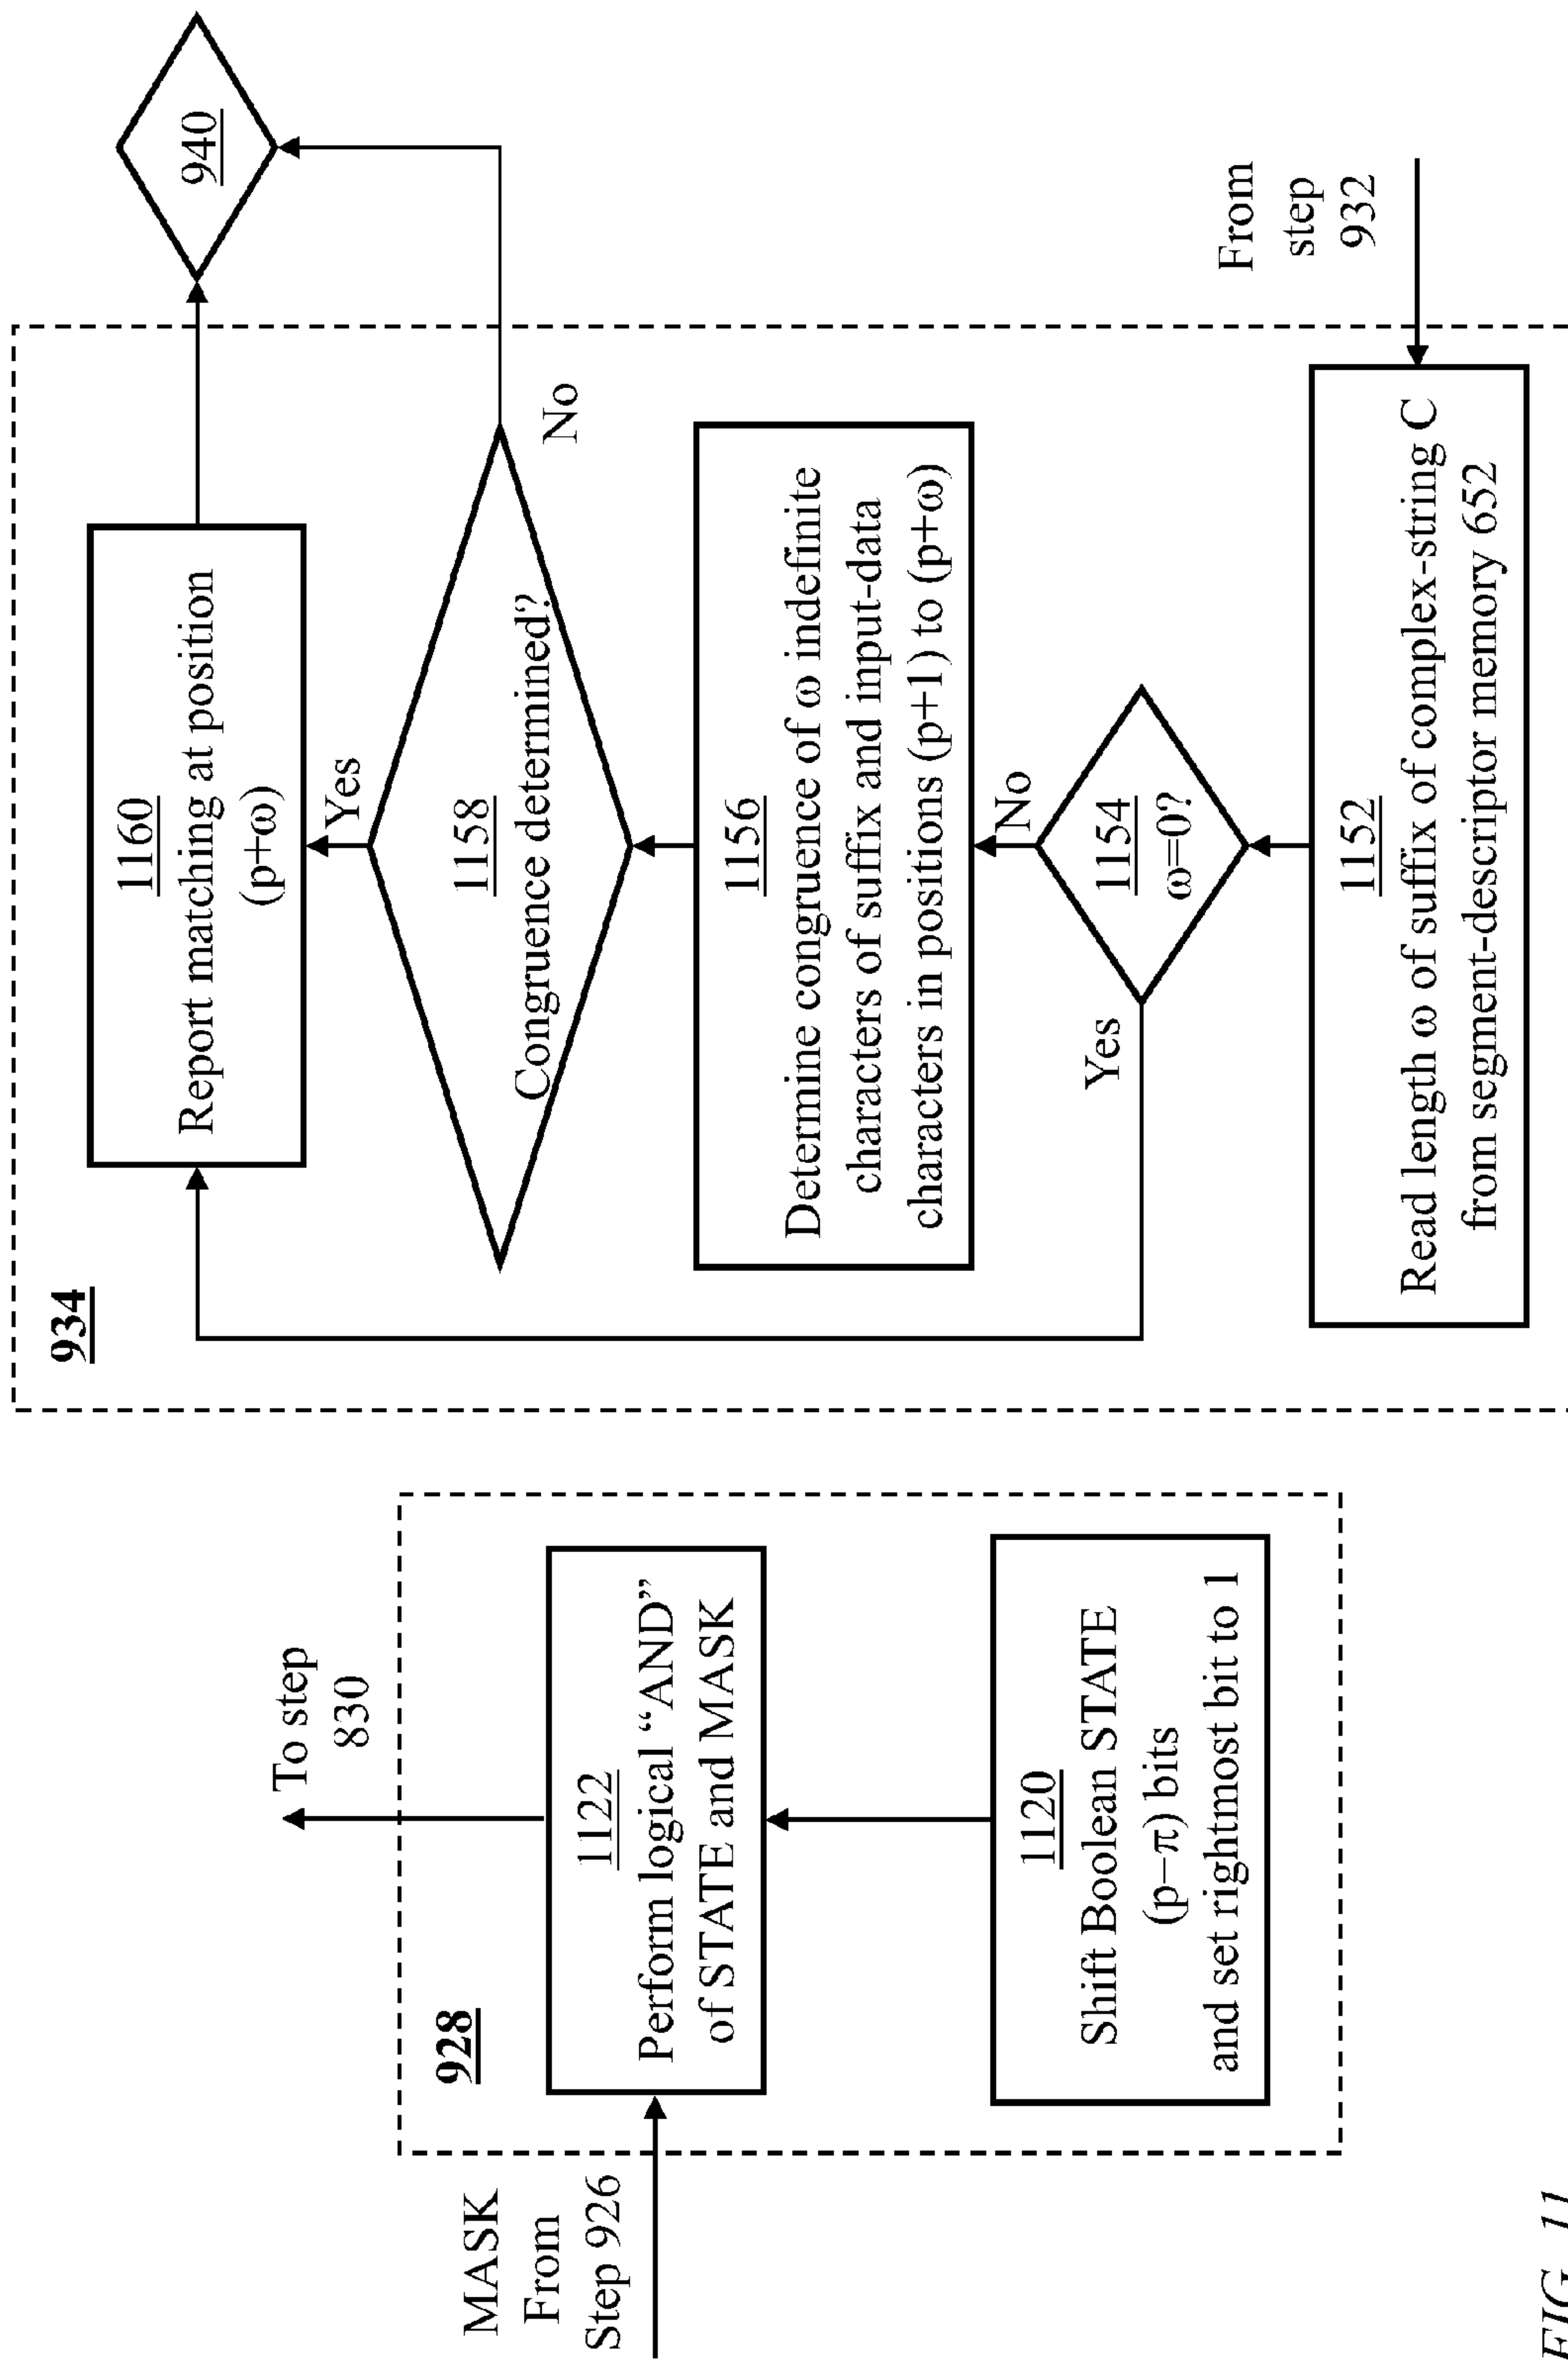 MASK
From
Step 926
928
To step
830
1122
Perform logical “AND”
of STATE and MASK
1120
Shift Boolean STATE
(p−π) bits
and set rightmost bit to 1
934
1160
Report matching at position
(p+ω)
Yes
1158
Congruence determined?
No
940
1156
Determine congruence of ω indefinite
characters of suffix and input-data
characters in positions (p+1) to (p+ω)
No
1154
ω=0?
Yes
1152
Read length ω of suffix of complex-string C
from segment-descriptor memory 652
From
step
932
FIG. 11